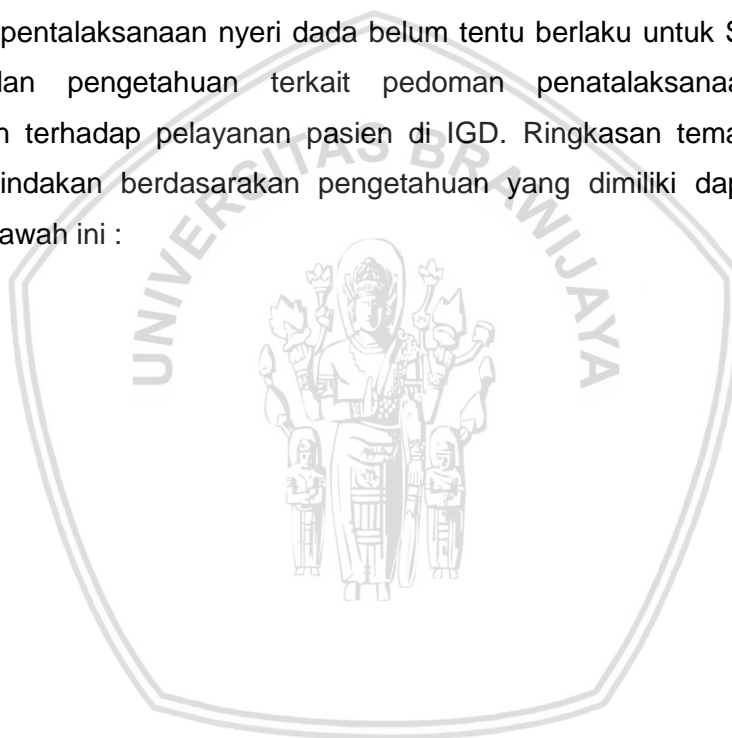 pentalaksanaan nyeri dada belum tentu berlaku untuk S
lan pengetahuan terkait pedoman penatalaksanaa
n terhadap pelayanan pasien di IGD. Ringkasan tema
indakan berdasarakan pengetahuan yang dimiliki dap
awah ini :
UNIVERSITAS BRAWIJAYA